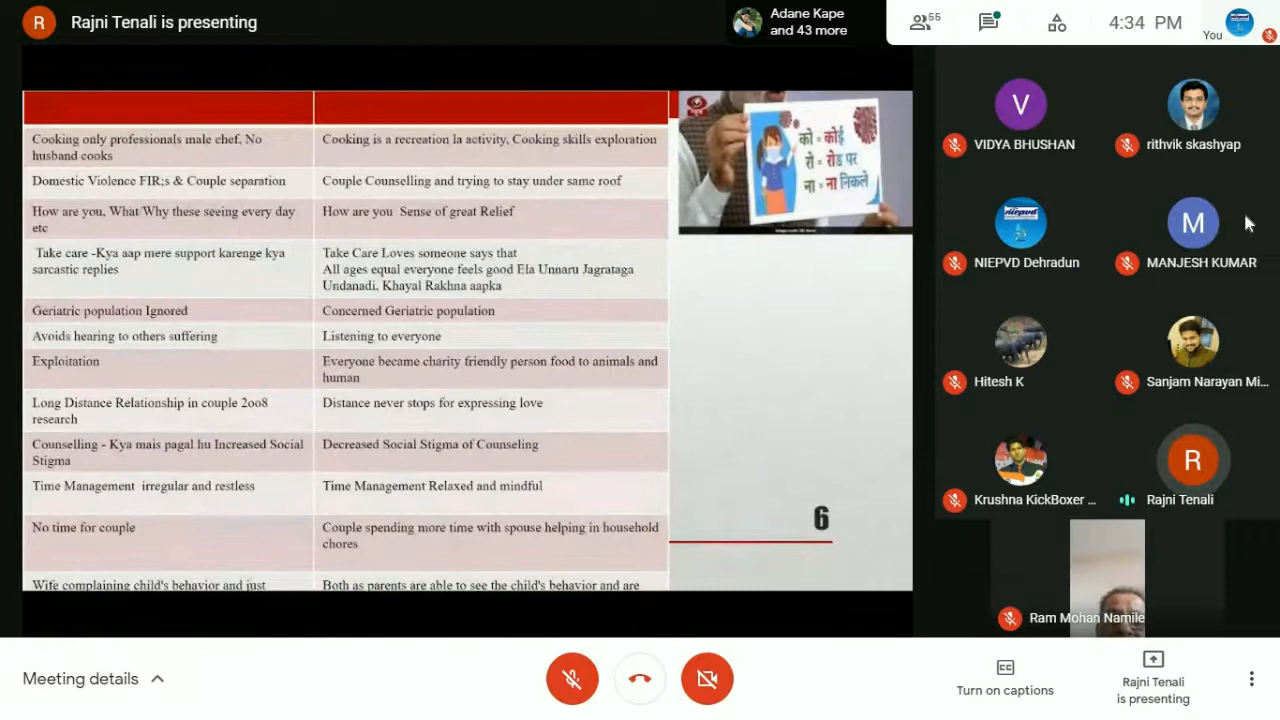 R
Rajni Tenali is presenting
Adane Kape
and 43 more
55
4:34 PM
You
Cooking only professionals male chef, No
husband cooks
Cooking is a recreation la activity, Cooking skills exploration
Domestic Violence FIR;s & Couple separation
Couple Counselling and trying to stay under same roof
How are you, What/Why these seeing every day
etc
How are you Sense of great Relief
Take care -Kya aap mere support karenge kya
sarcastic replies
Take Care Loves someone says that
All ages equal everyone feels good Ela Unnaru Jagrataga
Undanadi, Khayal Rakhna aapka
Geriatric population Ignored
Concerned Geriatric population
Avoids hearing to others suffering
Listening to everyone
Exploitation
Everyone became charity friendly person food to animals and
human
Long Distance Relationship in couple 2oo8
research
Distance never stops for expressing love
Counselling - Kya mais pagal hu Increased Social
Stigma
Decreased Social Stigma of Counseling
Time Management irregular and restless
Time Management Relaxed and mindful
No time for couple
Couple spending more time with spouse helping in household
chores
Wife complaining child's behavior and just
Both as parents are able to see the child's behavior and are
को = कोई
रो = रोड पर
ना = ना निकले
6
V
VIDYA BHUSHAN
rithvik skashyap
niepvd
NIEPVD Dehradun
M
MANJESH KUMAR
Hitesh K
Sanjam Narayan Mi...
Krushna KickBoxer ...
R
Rajni Tenali
Ram Mohan Namile
Meeting details
CC
Turn on captions
Rajni Tenali
is presenting